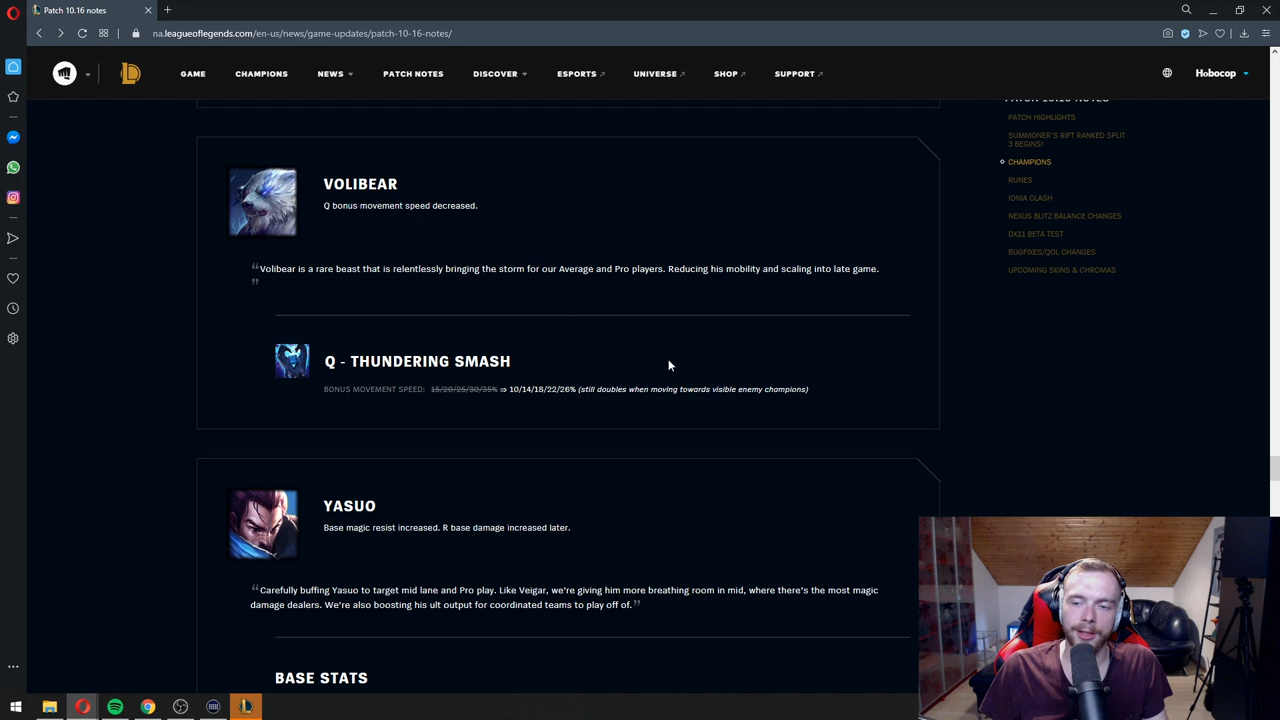 Patch 10.16 notes
na.leagueoflegends.com/en-us/news/game-updates/patch-10-16-notes/
GAME CHAMPIONS NEWS PATCH NOTES DISCOVER ESPORTS UNIVERSE SHOP SUPPORT Hobocop
PATCH 10.16 NOTES
PATCH HIGHLIGHTS
SUMMONER'S RIFT RANKED SPLIT
3 BEGINS!
CHAMPIONS
RUNES
IONIA CLASH
NEXUS BLITZ BALANCE CHANGES
DX11 BETA TEST
BUGFIXES/QOL CHANGES
UPCOMING SKINS & CHROMAS
VOLIBEAR
Q bonus movement speed decreased.
"Volibear is a rare beast that is relentlessly bringing the storm for our Average and Pro players. Reducing his mobility and scaling into late game.
"
Q - THUNDERING SMASH
BONUS MOVEMENT SPEED: 15/20/25/30/35% ⇒ 10/14/18/22/26% (still doubles when moving towards visible enemy champions)
YASUO
Base magic resist increased. R base damage increased later.
"Carefully buffing Yasuo to target mid lane and Pro play. Like Veigar, we're giving him more breathing room in mid, where there's the most magic
damage dealers. We're also boosting his ult output for coordinated teams to play off of."
BASE STATS